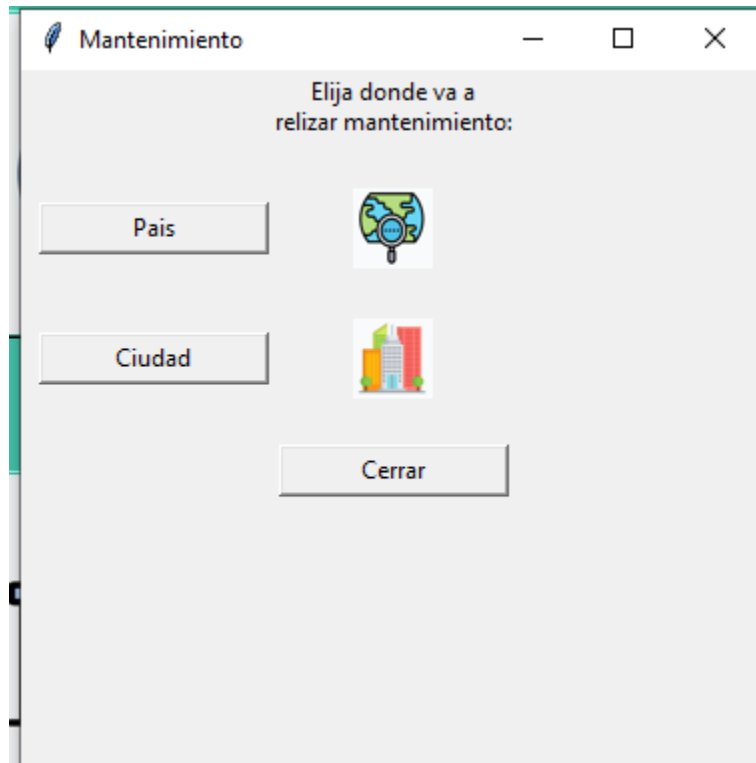 Mantenimiento
Elija donde va a
relizar mantenimiento:
Pais
Ciudad
Cerrar